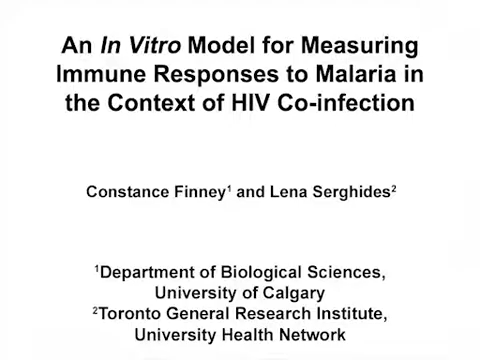 An In Vitro Model for Measuring
Immune Responses to Malaria in
the Context of HIV Co-infection
Constance Finney¹ and Lena Serghides²
¹Department of Biological Sciences,
University of Calgary
²Toronto General Research Institute,
University Health Network